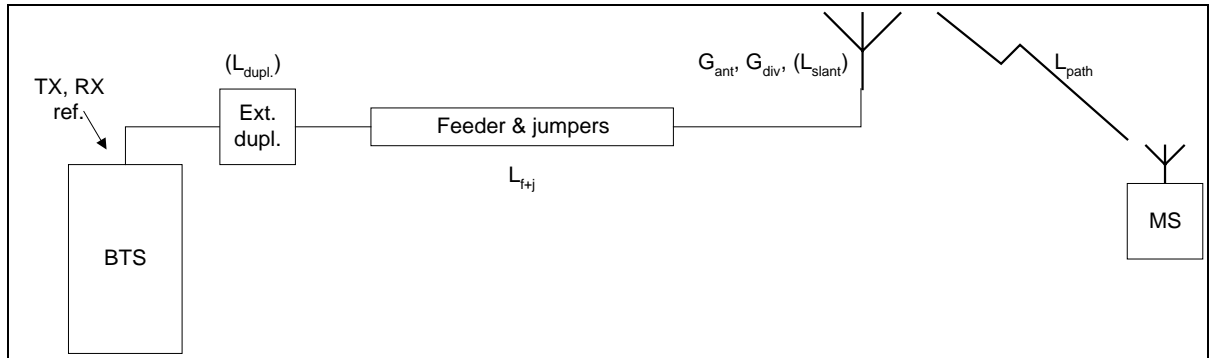 (L_dupl.)
G_ant, G_div, (L_slant)
L_path
TX, RX
ref.
Ext.
dupl.
Feeder & jumpers
L_f+j
BTS
MS